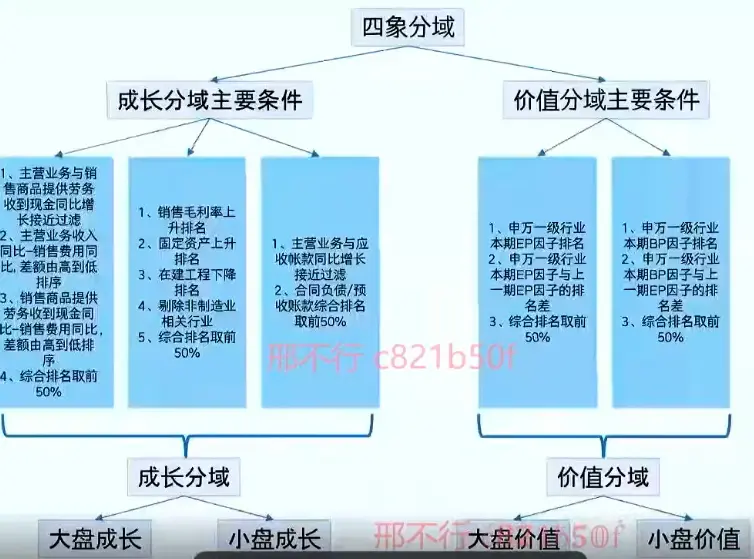 四象分域
成长分域主要条件
价值分域主要条件
1、主营业务与销
售商品提供劳务
收到现金同比增
长接近过滤
2、主营业务收入
同比-销售费用同
比,差额由高到低
排序
3、销售商品提供
劳务收到现金同
比-销售费用同比,
差额由高到低排
序
4、综合排名取前
50%
1、销售毛利率上
升排名
2、固定资产上升
排名
3、在建工程下降
排名
4、剔除非制造业
相关行业
5、综合排名取前
50%
1、主营业务与应
收帐款同比增长
接近过滤
2、合同负债/预
收账款综合排名
取前50%
1、申万一级行业
本期EP因子排名
2、申万一级行业
本期EP因子与上
一期EP因子的排
名差
3、综合排名取前
50%
1、申万一级行业
本期BP因子排名
2、申万一级行业
本期BP因子与上
一期EP因子的排
名差
3、综合排名取前
50%
邢不行 c821b50f
成长分域
价值分域
大盘成长
小盘成长
大盘价值
小盘价值
邢不行 c821b50f